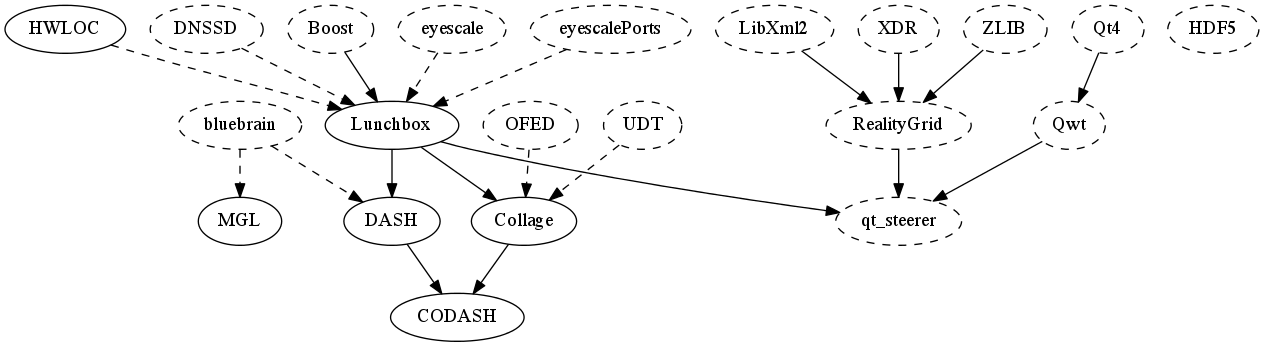 HWLOC
DNSSD
Boost
eyescale
eyescalePorts
LibXml2
XDR
ZLIB
Qt4
HDF5
bluebrain
Lunchbox
OFED
UDT
RealityGrid
Qwt
MGL
DASH
Collage
qt_steerer
CODASH